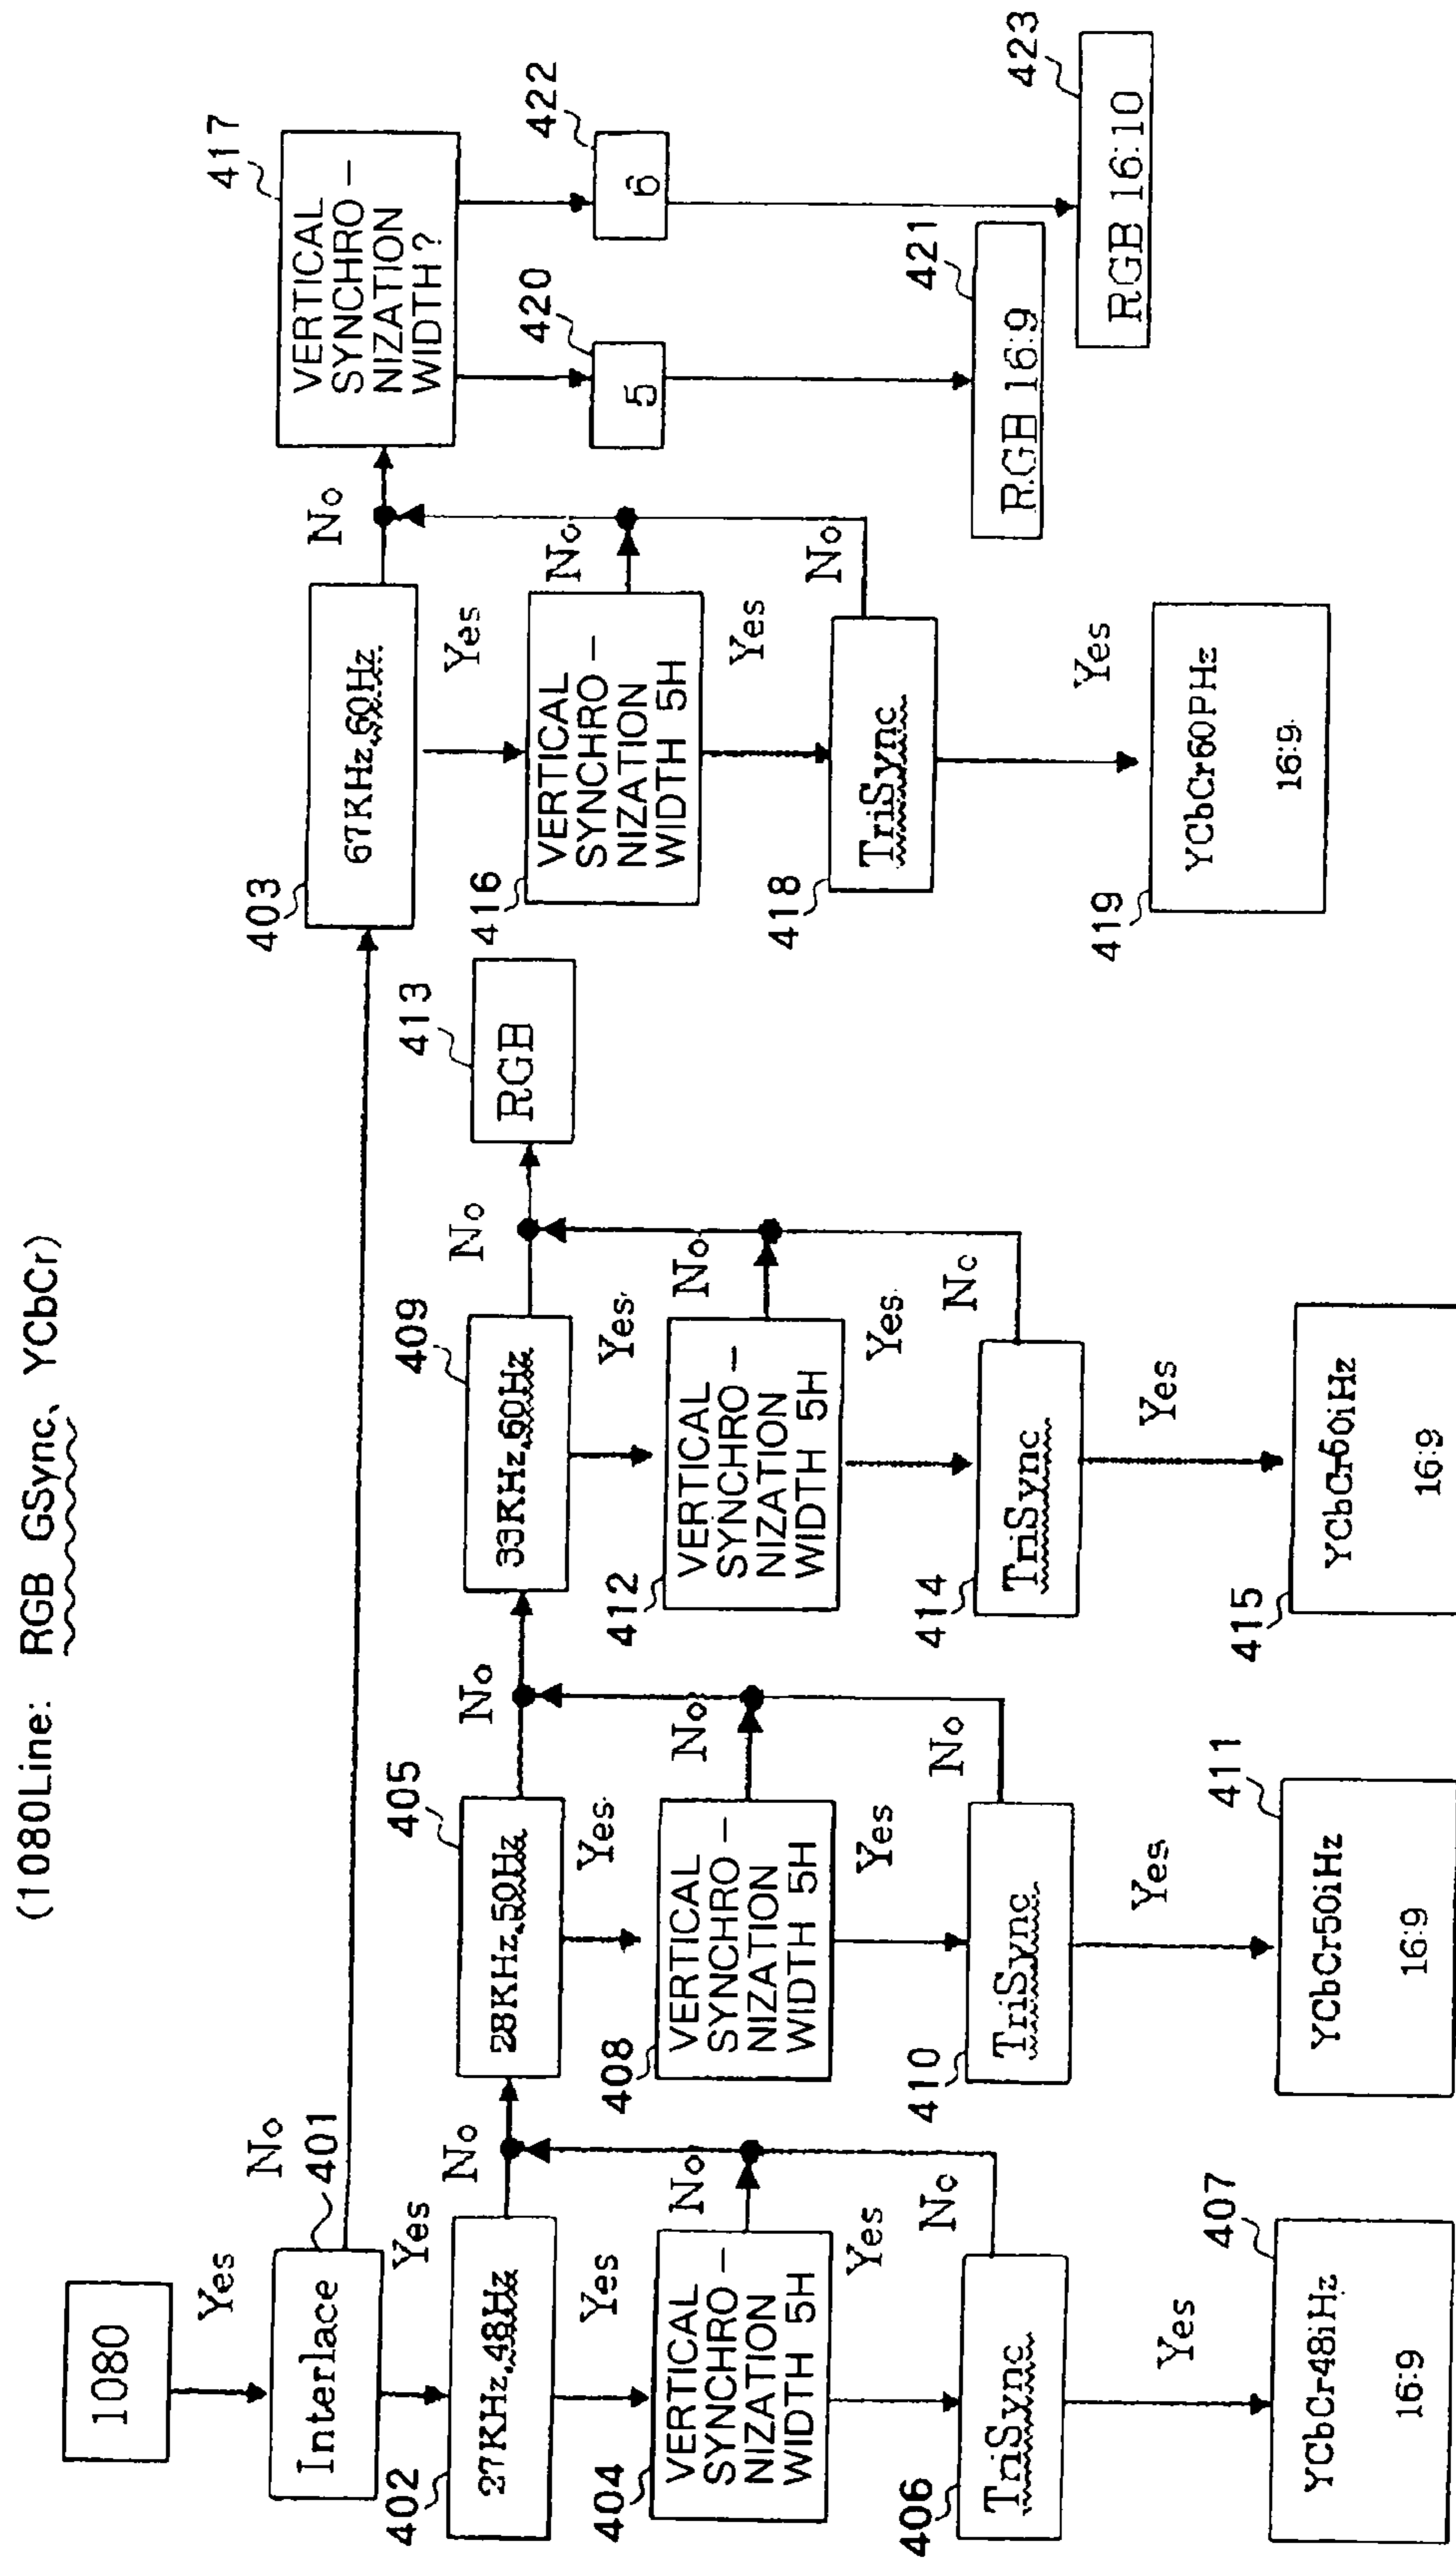 (1080Line: RGB GSync、YCbCr)
1080
Yes
Interlace
401
No
Yes
402
27KHz,48Hz
No
Yes
404
VERTICAL
SYNCHRO-
NIZATION
WIDTH 5H
No
Yes
406
TriSync
No
Yes
407
YCbCr48iHz
16:9
405
28KHz,50Hz
No
Yes
408
VERTICAL
SYNCHRO-
NIZATION
WIDTH 5H
No
Yes
410
TriSync
No
Yes
411
YCbCr50iHz
16:9
409
33KHz,60Hz
No
Yes
412
VERTICAL
SYNCHRO-
NIZATION
WIDTH 5H
No
Yes
414
TriSync
No
Yes
415
YCbCr60iHz
16:9
413
RGB
403
67KHz,60Hz
No
Yes
416
VERTICAL
SYNCHRO-
NIZATION
WIDTH 5H
No
Yes
418
TriSync
No
Yes
419
YCbCr60PHz
16:9
417
VERTICAL
SYNCHRO-
NIZATION
WIDTH?
420
5
421
RGB 16:9
422
6
423
RGB 16:10